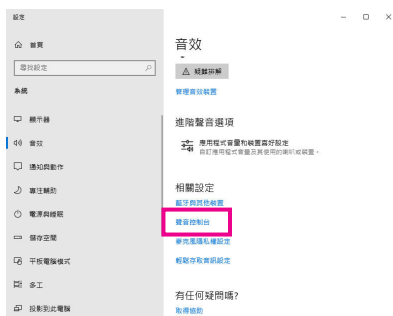 設定
首頁
尋找設定
系統
顯示器
音效
通知與動作
專注輔助
電源與睡眠
儲存空間
平板電腦模式
多工
投影到此電腦
音效
疑難排解
管理音效裝置
進階聲音選項
應用程式音量和裝置喜好設定
自訂應用程式音量及其使用的喇叭或裝置。
相關設定
藍牙與其他裝置
聲音控制台
麥克風隱私權設定
輕鬆存取音訊設定
有任何疑問嗎?
取得協助